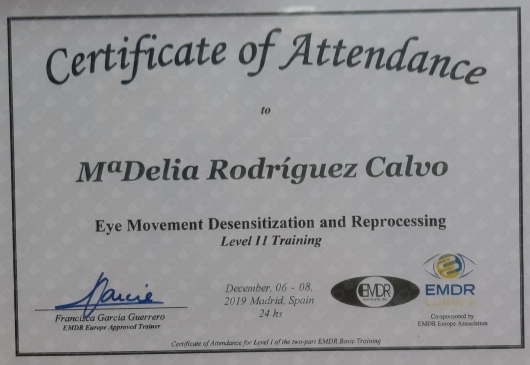 Certificate of Attendance
to
MªDelia Rodríguez Calvo
Eye Movement Desensitization and Reprocessing
Level II Training
Francisca García Guerrero
EMDR Europe Approved Trainer
December, 06 - 08,
2019 Madrid, Spain
24 hs
EMDR
EMDR
EUROPE
Co-sponsored by
EMDR Europe Association
Certificate of Attendance for Level I of the two-part EMDR Basic Training